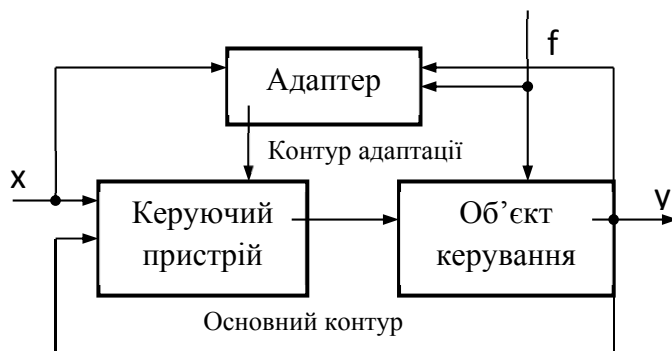 f
Адаптер
Контур адаптації
x
Керуючий
пристрій
Об’єкт
керування
y
Основний контур